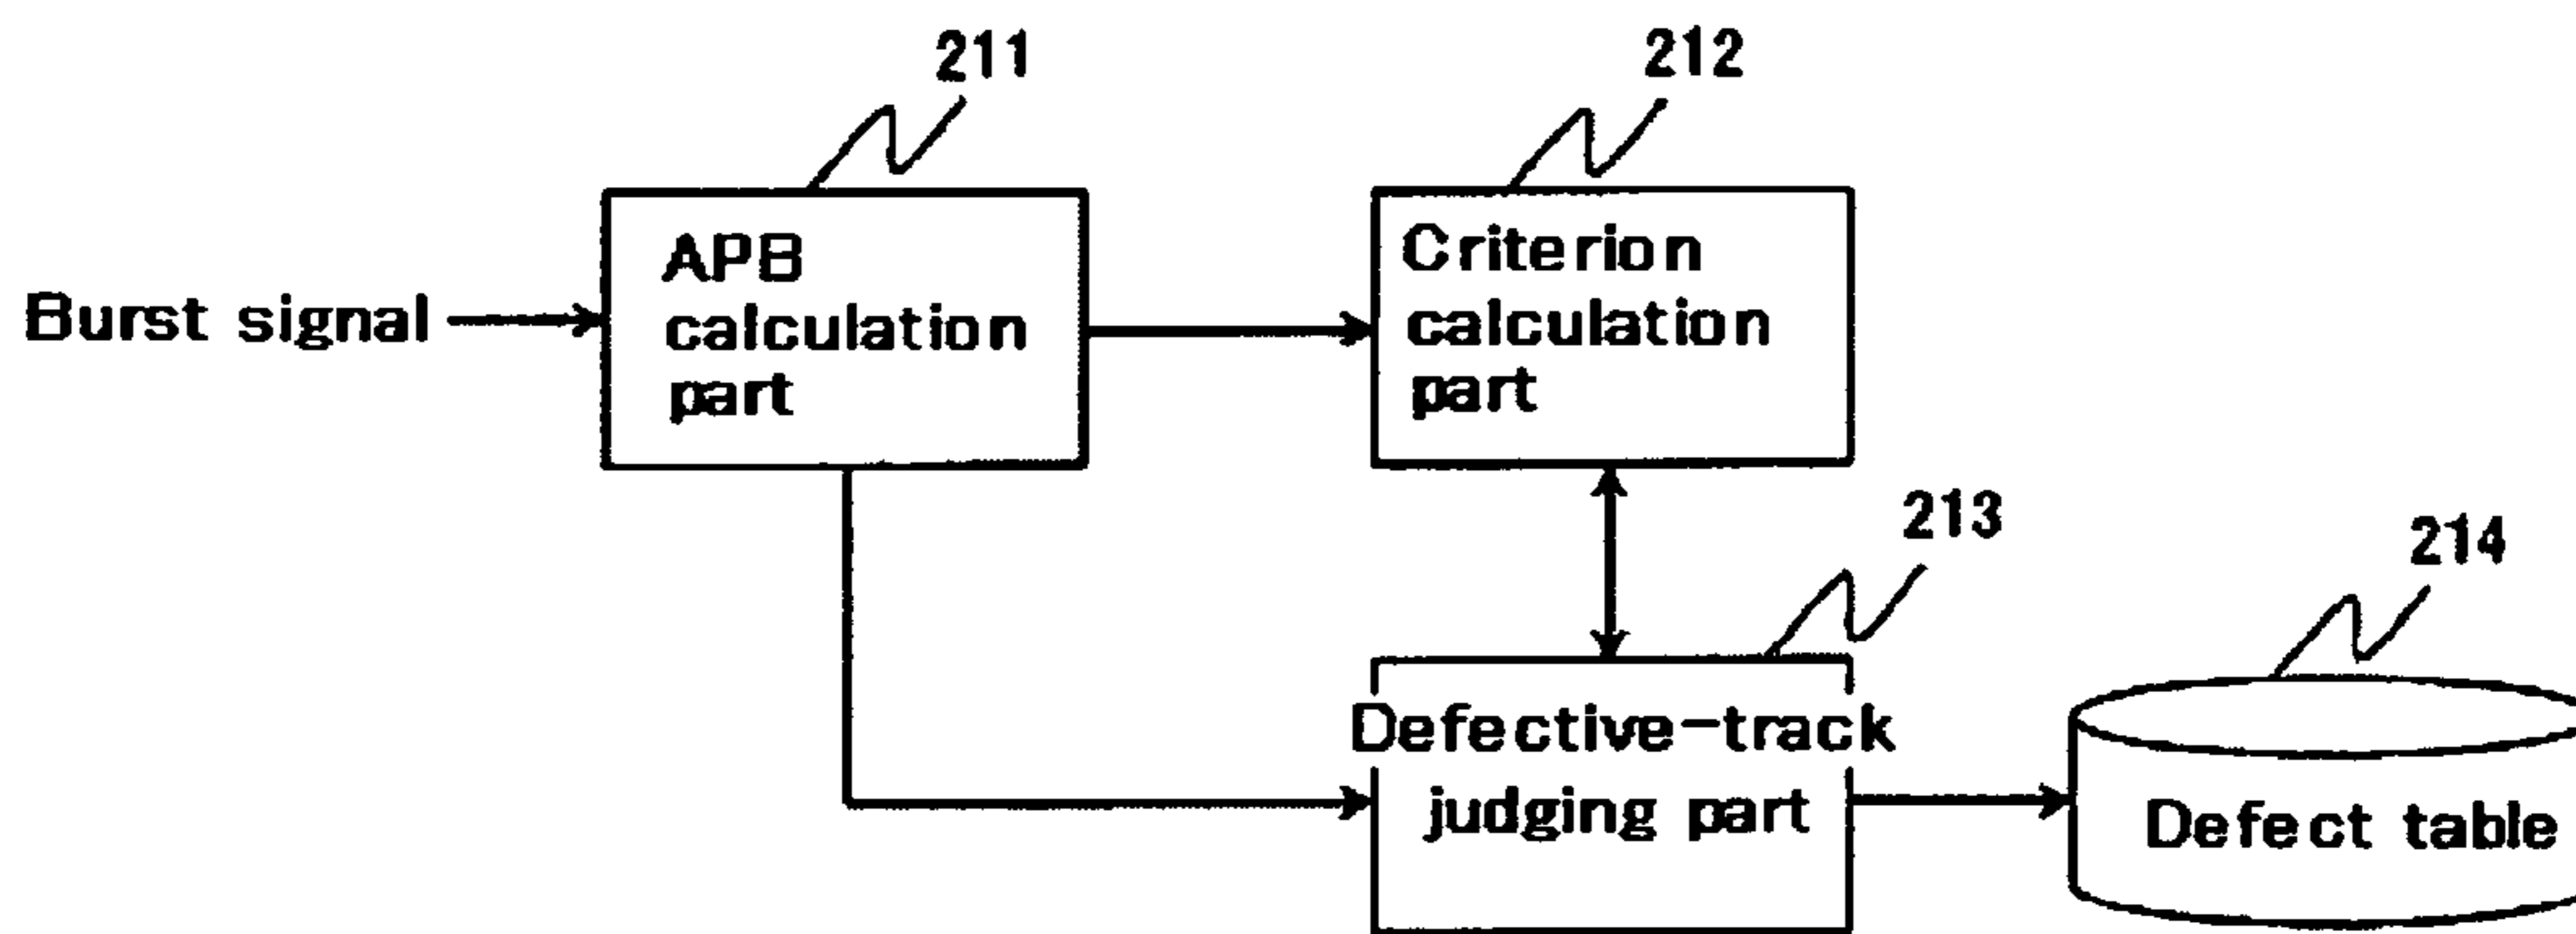 211
212
Burst signal
APB
calculation
part
Criterion
calculation
part
213
214
Defective-track
judging part
Defect table